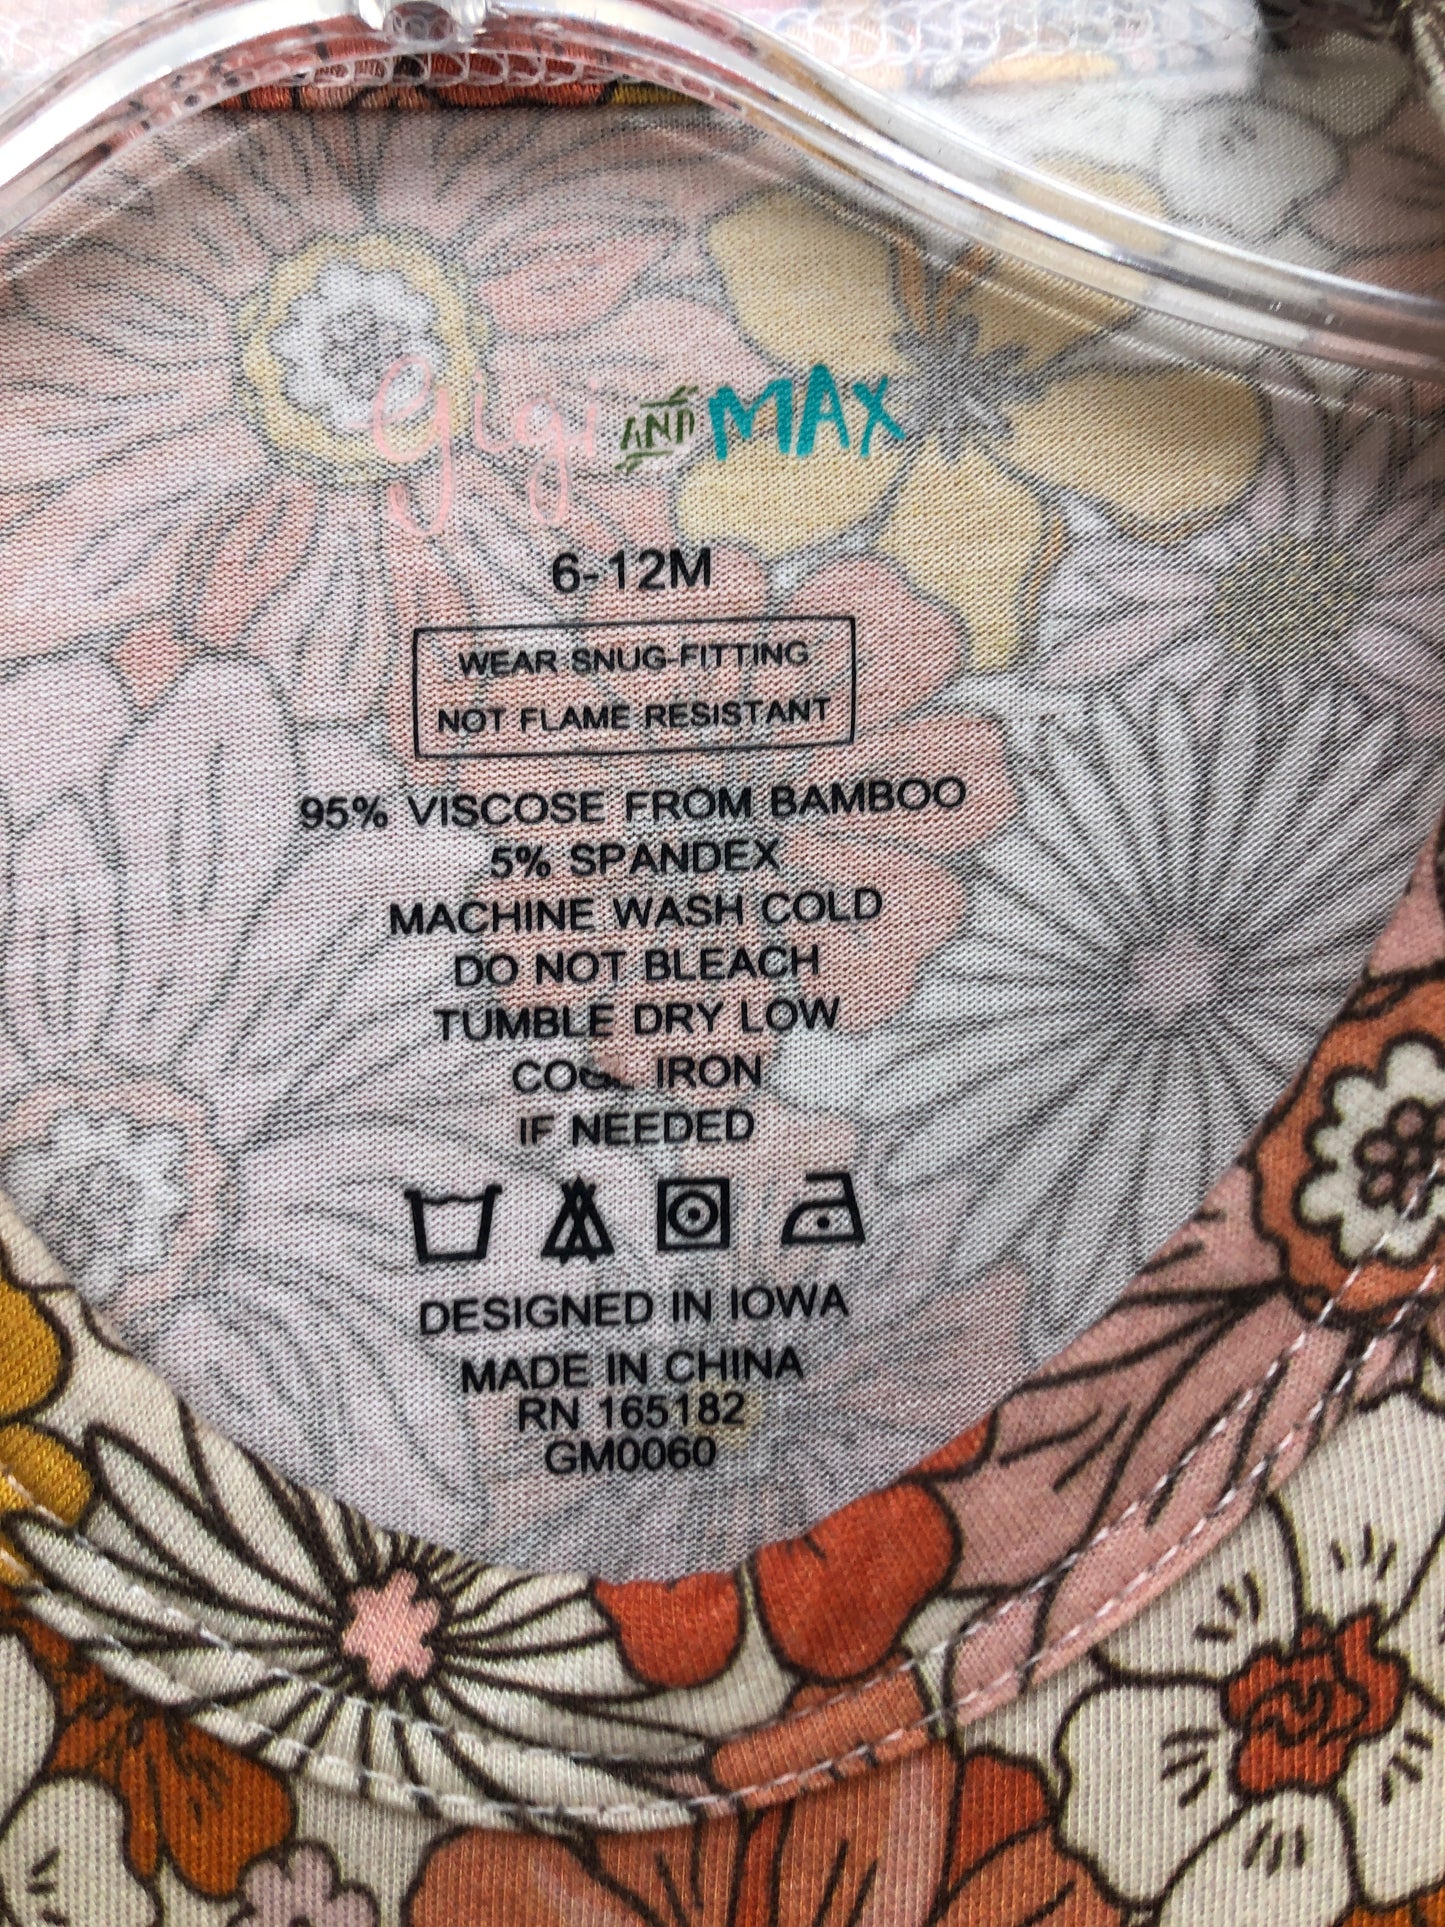 gigi AND MAX
6-12M
WEAR SNUG-FITTING
NOT FLAME RESISTANT
95% VISCOSE FROM BAMBOO
5% SPANDEX
MACHINE WASH COLD
DO NOT BLEACH
TUMBLE DRY LOW
COOL IRON
IF NEEDED
DESIGNED IN IOWA
MADE IN CHINA
RN 165182
GM0060